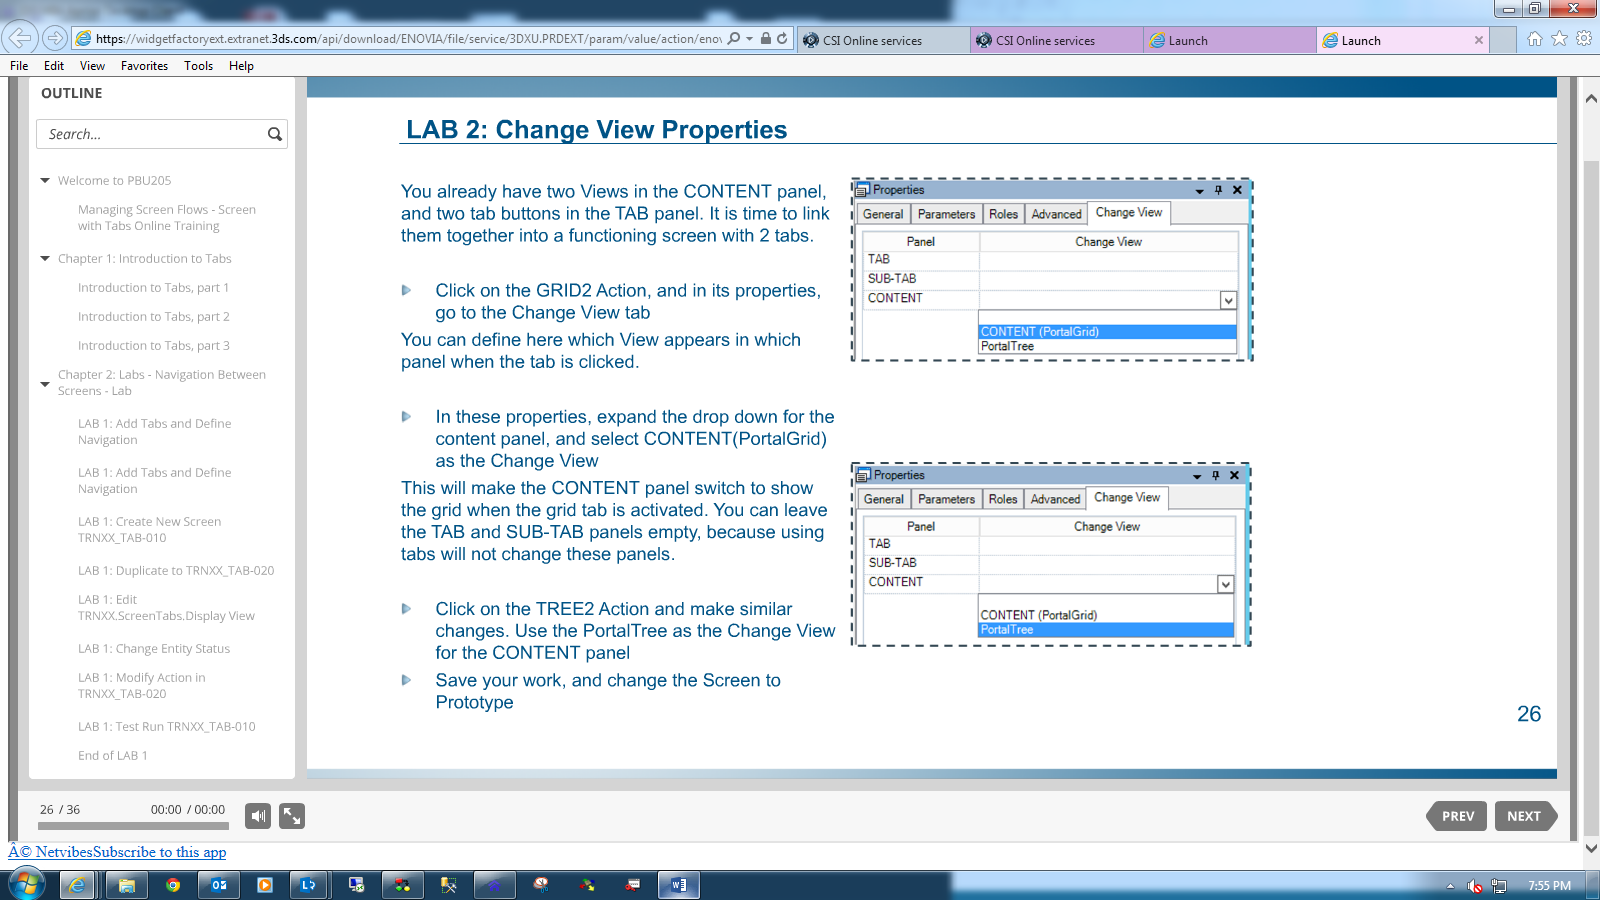 https://widgetfactoryext.extranet.3ds.com/api/download/ENOVIA/file/service/3DXU.PRDEXT/param/value/action/enov
CSI Online services
CSI Online services
Launch
Launch
File Edit View Favorites Tools Help
OUTLINE
Search...
Welcome to PBU205
Managing Screen Flows - Screen
with Tabs Online Training
Chapter 1: Introduction to Tabs
Introduction to Tabs, part 1
Introduction to Tabs, part 2
Introduction to Tabs, part 3
Chapter 2: Labs - Navigation Between
Screens - Lab
LAB 1: Add Tabs and Define
Navigation
LAB 1: Add Tabs and Define
Navigation
LAB 1: Create New Screen
TRNXX_TAB-010
LAB 1: Duplicate to TRNXX_TAB-020
LAB 1: Edit
TRNXX.ScreenTabs.Display View
LAB 1: Change Entity Status
LAB 1: Modify Action in
TRNXX_TAB-020
LAB 1: Test Run TRNXX_TAB-010
End of LAB 1
LAB 2: Change View Properties
You already have two Views in the CONTENT panel,
and two tab buttons in the TAB panel. It is time to link
them together into a functioning screen with 2 tabs.
Click on the GRID2 Action, and in its properties,
go to the Change View tab
You can define here which View appears in which
panel when the tab is clicked.
In these properties, expand the drop down for the
content panel, and select CONTENT(PortalGrid)
as the Change View
This will make the CONTENT panel switch to show
the grid when the grid tab is activated. You can leave
the TAB and SUB-TAB panels empty, because using
tabs will not change these panels.
Click on the TREE2 Action and make similar
changes. Use the PortalTree as the Change View
for the CONTENT panel
Save your work, and change the Screen to
Prototype
Properties
General Parameters Roles Advanced Change View
Panel Change View
TAB
SUB-TAB
CONTENT
CONTENT (PortalGrid)
PortalTree
Properties
General Parameters Roles Advanced Change View
Panel Change View
TAB
SUB-TAB
CONTENT
CONTENT (PortalGrid)
PortalTree
26
26 / 36 00:00 / 00:00
PREV NEXT
Â© NetvibesSubscribe to this app
7:55 PM